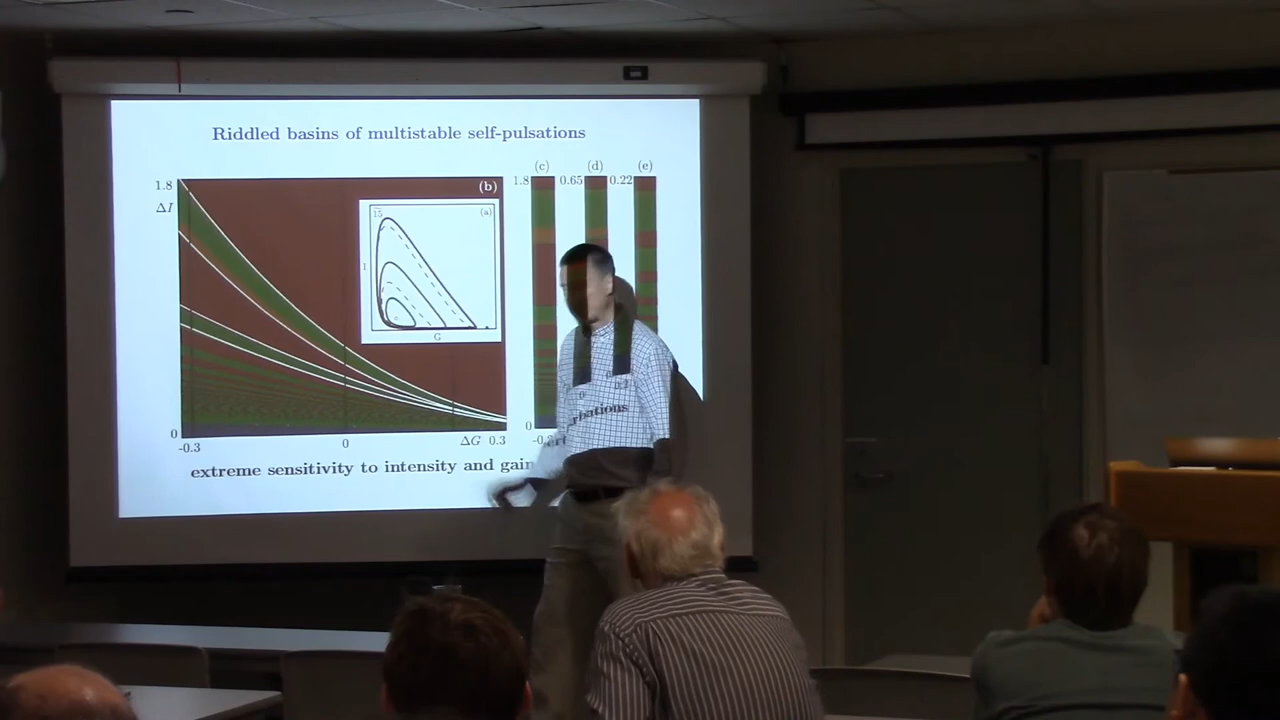 Riddled basins of multistable self-pulsations
(c) (d) (e)
1.8 (b) 1.8 0.65 0.22
ΔI
15 (a)
1
G
0 0
-0.3 0 ΔG 0.3
extreme sensitivity to intensity and gain